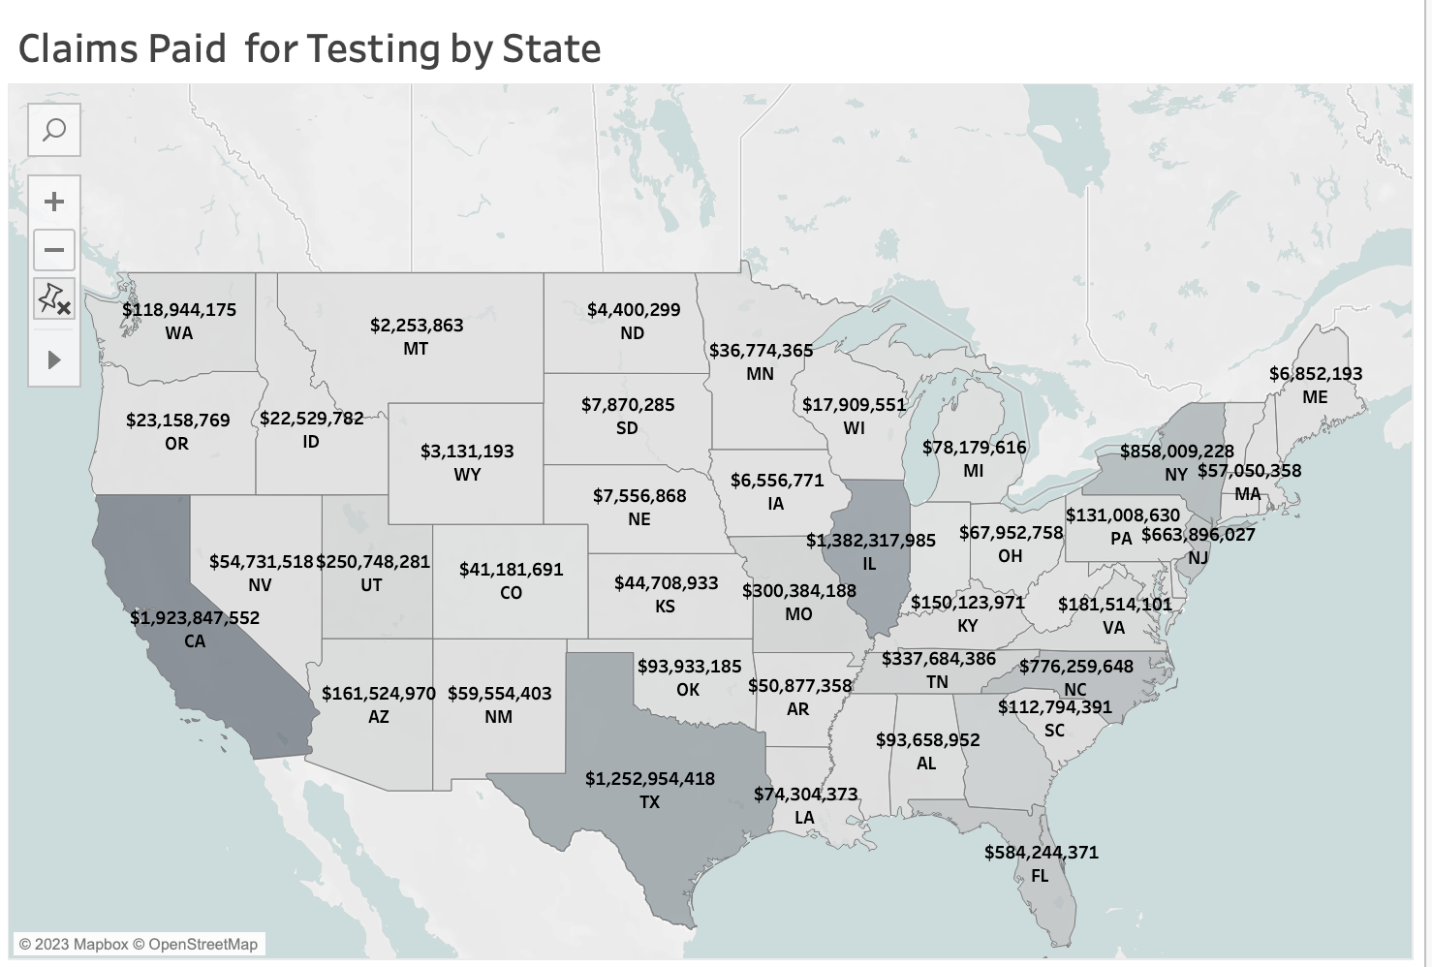 Claims Paid  for Testing by State
+
−
$118,944,175
WA
$2,253,863
MT
$4,400,299
ND
$36,774,365
MN
$6,852,193
ME
$23,158,769
OR
$22,529,782
ID
$3,131,193
WY
$7,870,285
SD
$17,909,551
WI
$78,179,616
MI
$858,009,228
NY
$57,050,358
MA
$7,556,868
NE
$6,556,771
IA
$1,382,317,985
IL
$67,952,758
OH
$131,008,630
PA
$663,896,027
NJ
$54,731,518
NV
$250,748,281
UT
$41,181,691
CO
$44,708,933
KS
$300,384,188
MO
$150,123,971
KY
$181,514,101
VA
$1,923,847,552
CA
$161,524,970
AZ
$59,554,403
NM
$93,933,185
OK
$50,877,358
AR
$337,684,386
TN
$776,259,648
NC
$112,794,391
SC
$93,658,952
AL
$1,252,954,418
TX
$74,304,373
LA
$584,244,371
FL
© 2023 Mapbox © OpenStreetMap